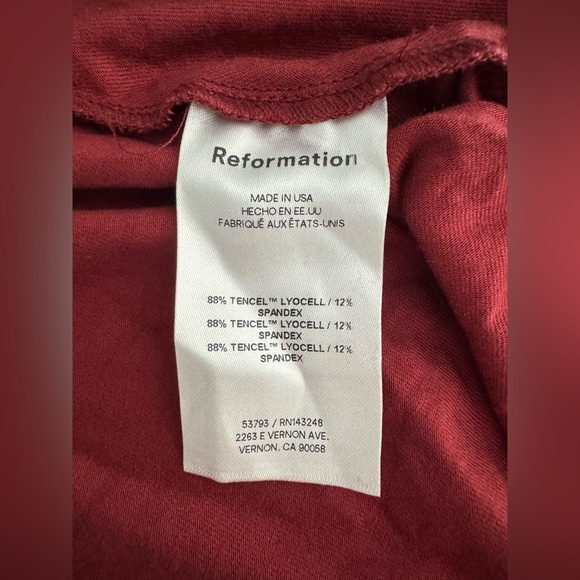 Reformation
MADE IN USA
HECHO EN EE.UU
FABRIQUÉ AUX ÉTATS-UNIS
88% TENCEL™ LYOCELL / 12%
SPANDEX
88% TENCEL™ LYOCELL / 12%
SPANDEX
88% TENCEL™ LYOCELL / 12%
SPANDEX
53793 / RN143248
2263 E VERNON AVE.
VERNON, CA 90058